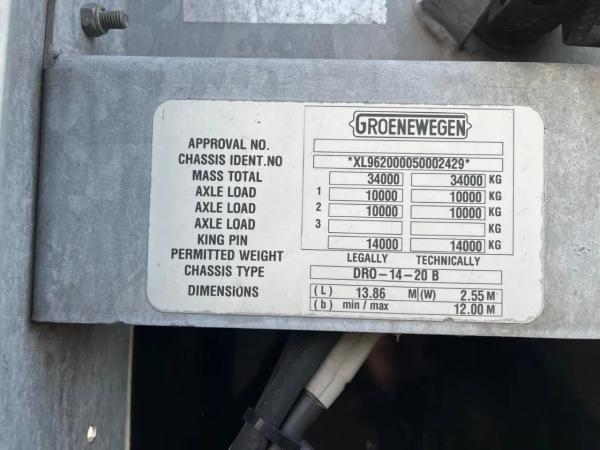 GROENEWEGEN
APPROVAL NO.
CHASSIS IDENT.NO *XL962000050002429*
MASS TOTAL 34000 34000 KG
AXLE LOAD 1 10000 10000 KG
AXLE LOAD 2 10000 10000 KG
AXLE LOAD 3 KG
KING PIN 14000 14000 KG
PERMITTED WEIGHT LEGALLY TECHNICALLY
CHASSIS TYPE DRO-14-20 B
DIMENSIONS (L) 13.86 M (W) 2.55 M
(b) min / max 12.00 M